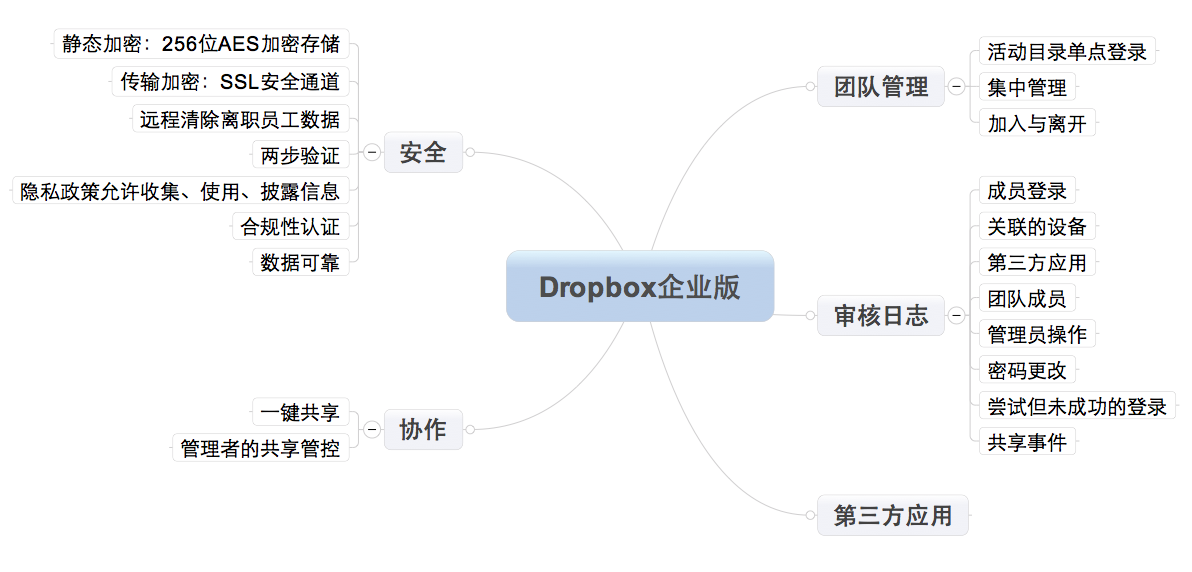 Dropbox企业版
团队管理
活动目录单点登录
集中管理
加入与离开
审核日志
成员登录
关联的设备
第三方应用
团队成员
管理员操作
密码更改
尝试但未成功的登录
共享事件
第三方应用
安全
静态加密：256位AES加密存储
传输加密：SSL安全通道
远程清除离职员工数据
两步验证
隐私政策允许收集、使用、披露信息
合规性认证
数据可靠
协作
一键共享
管理者的共享管控